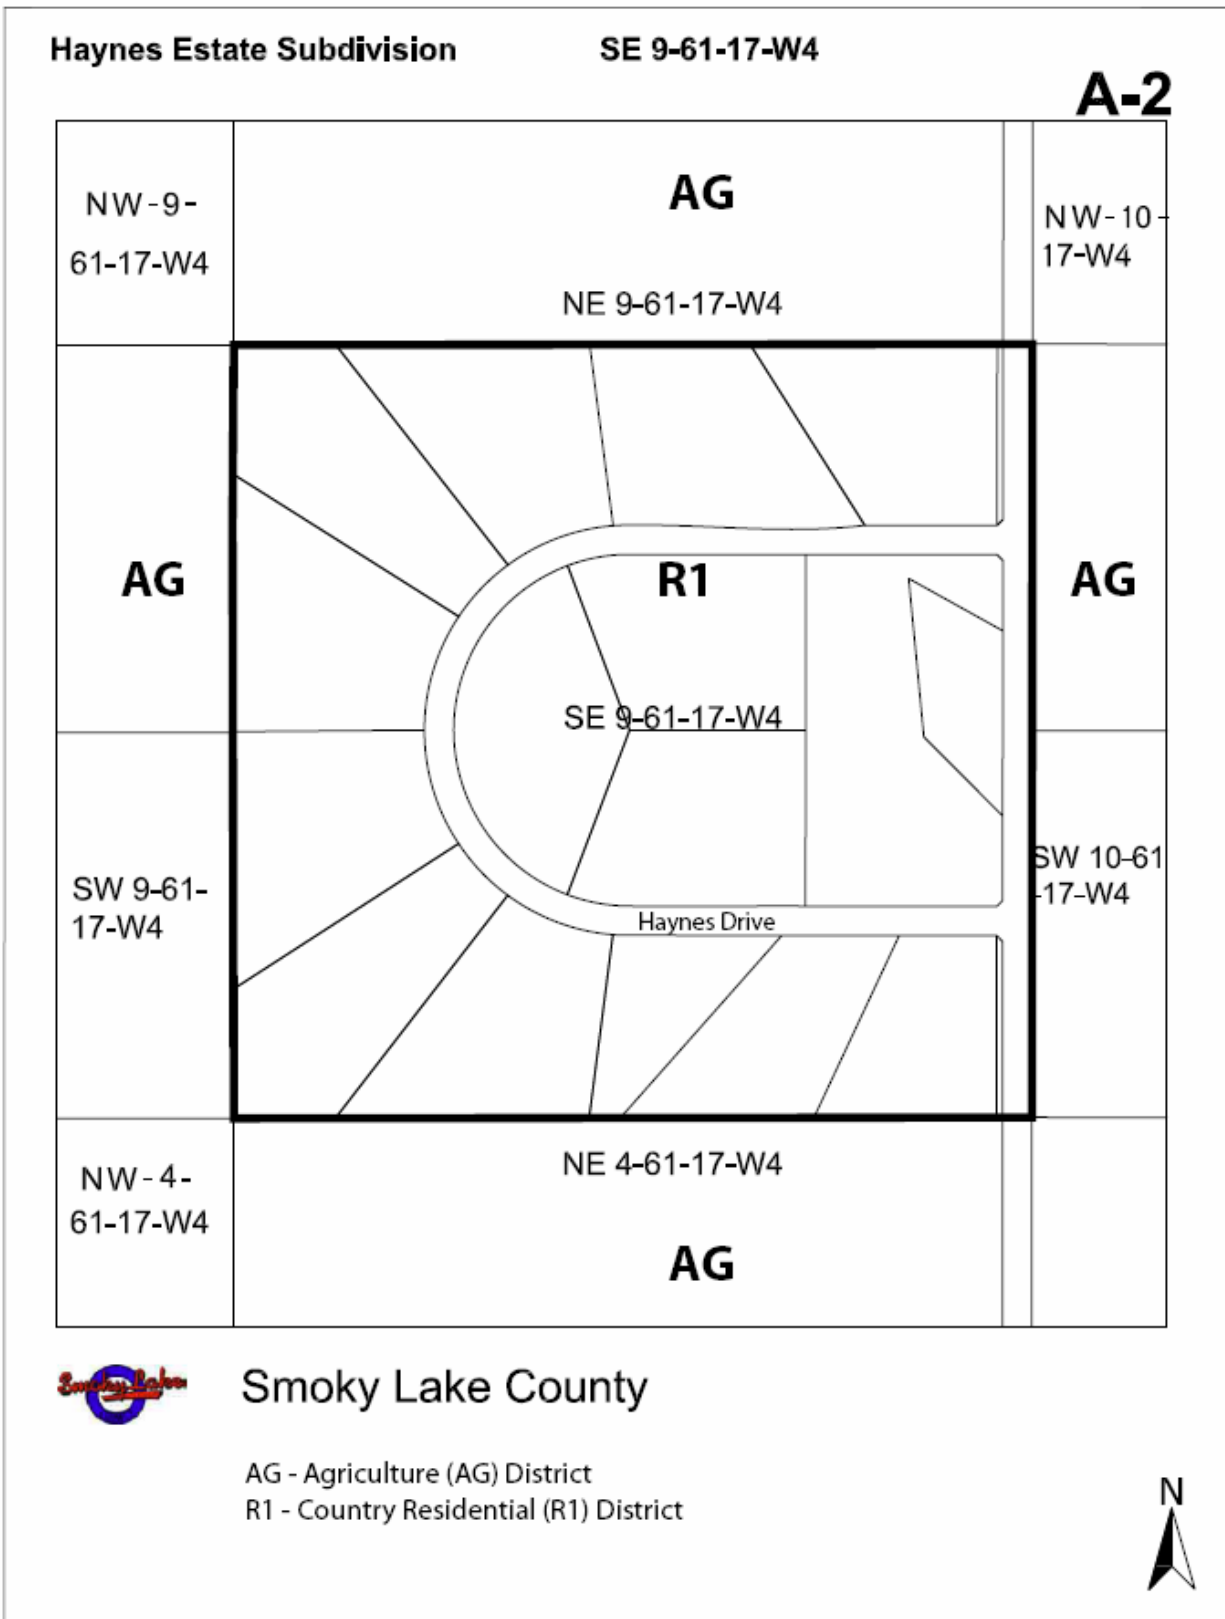 Haynes Estate Subdivision SE 9-61-17-W4
A-2
NW-9-
61-17-W4
AG
NE 9-61-17-W4
NW-10-
17-W4
AG
R1
AG
SE 9-61-17-W4
SW 9-61-
17-W4
SW 10-61
-17-W4
Haynes Drive
NW-4-
61-17-W4
NE 4-61-17-W4
AG
Smoky Lake
Smoky Lake County
AG - Agriculture (AG) District
R1 - Country Residential (R1) District
N